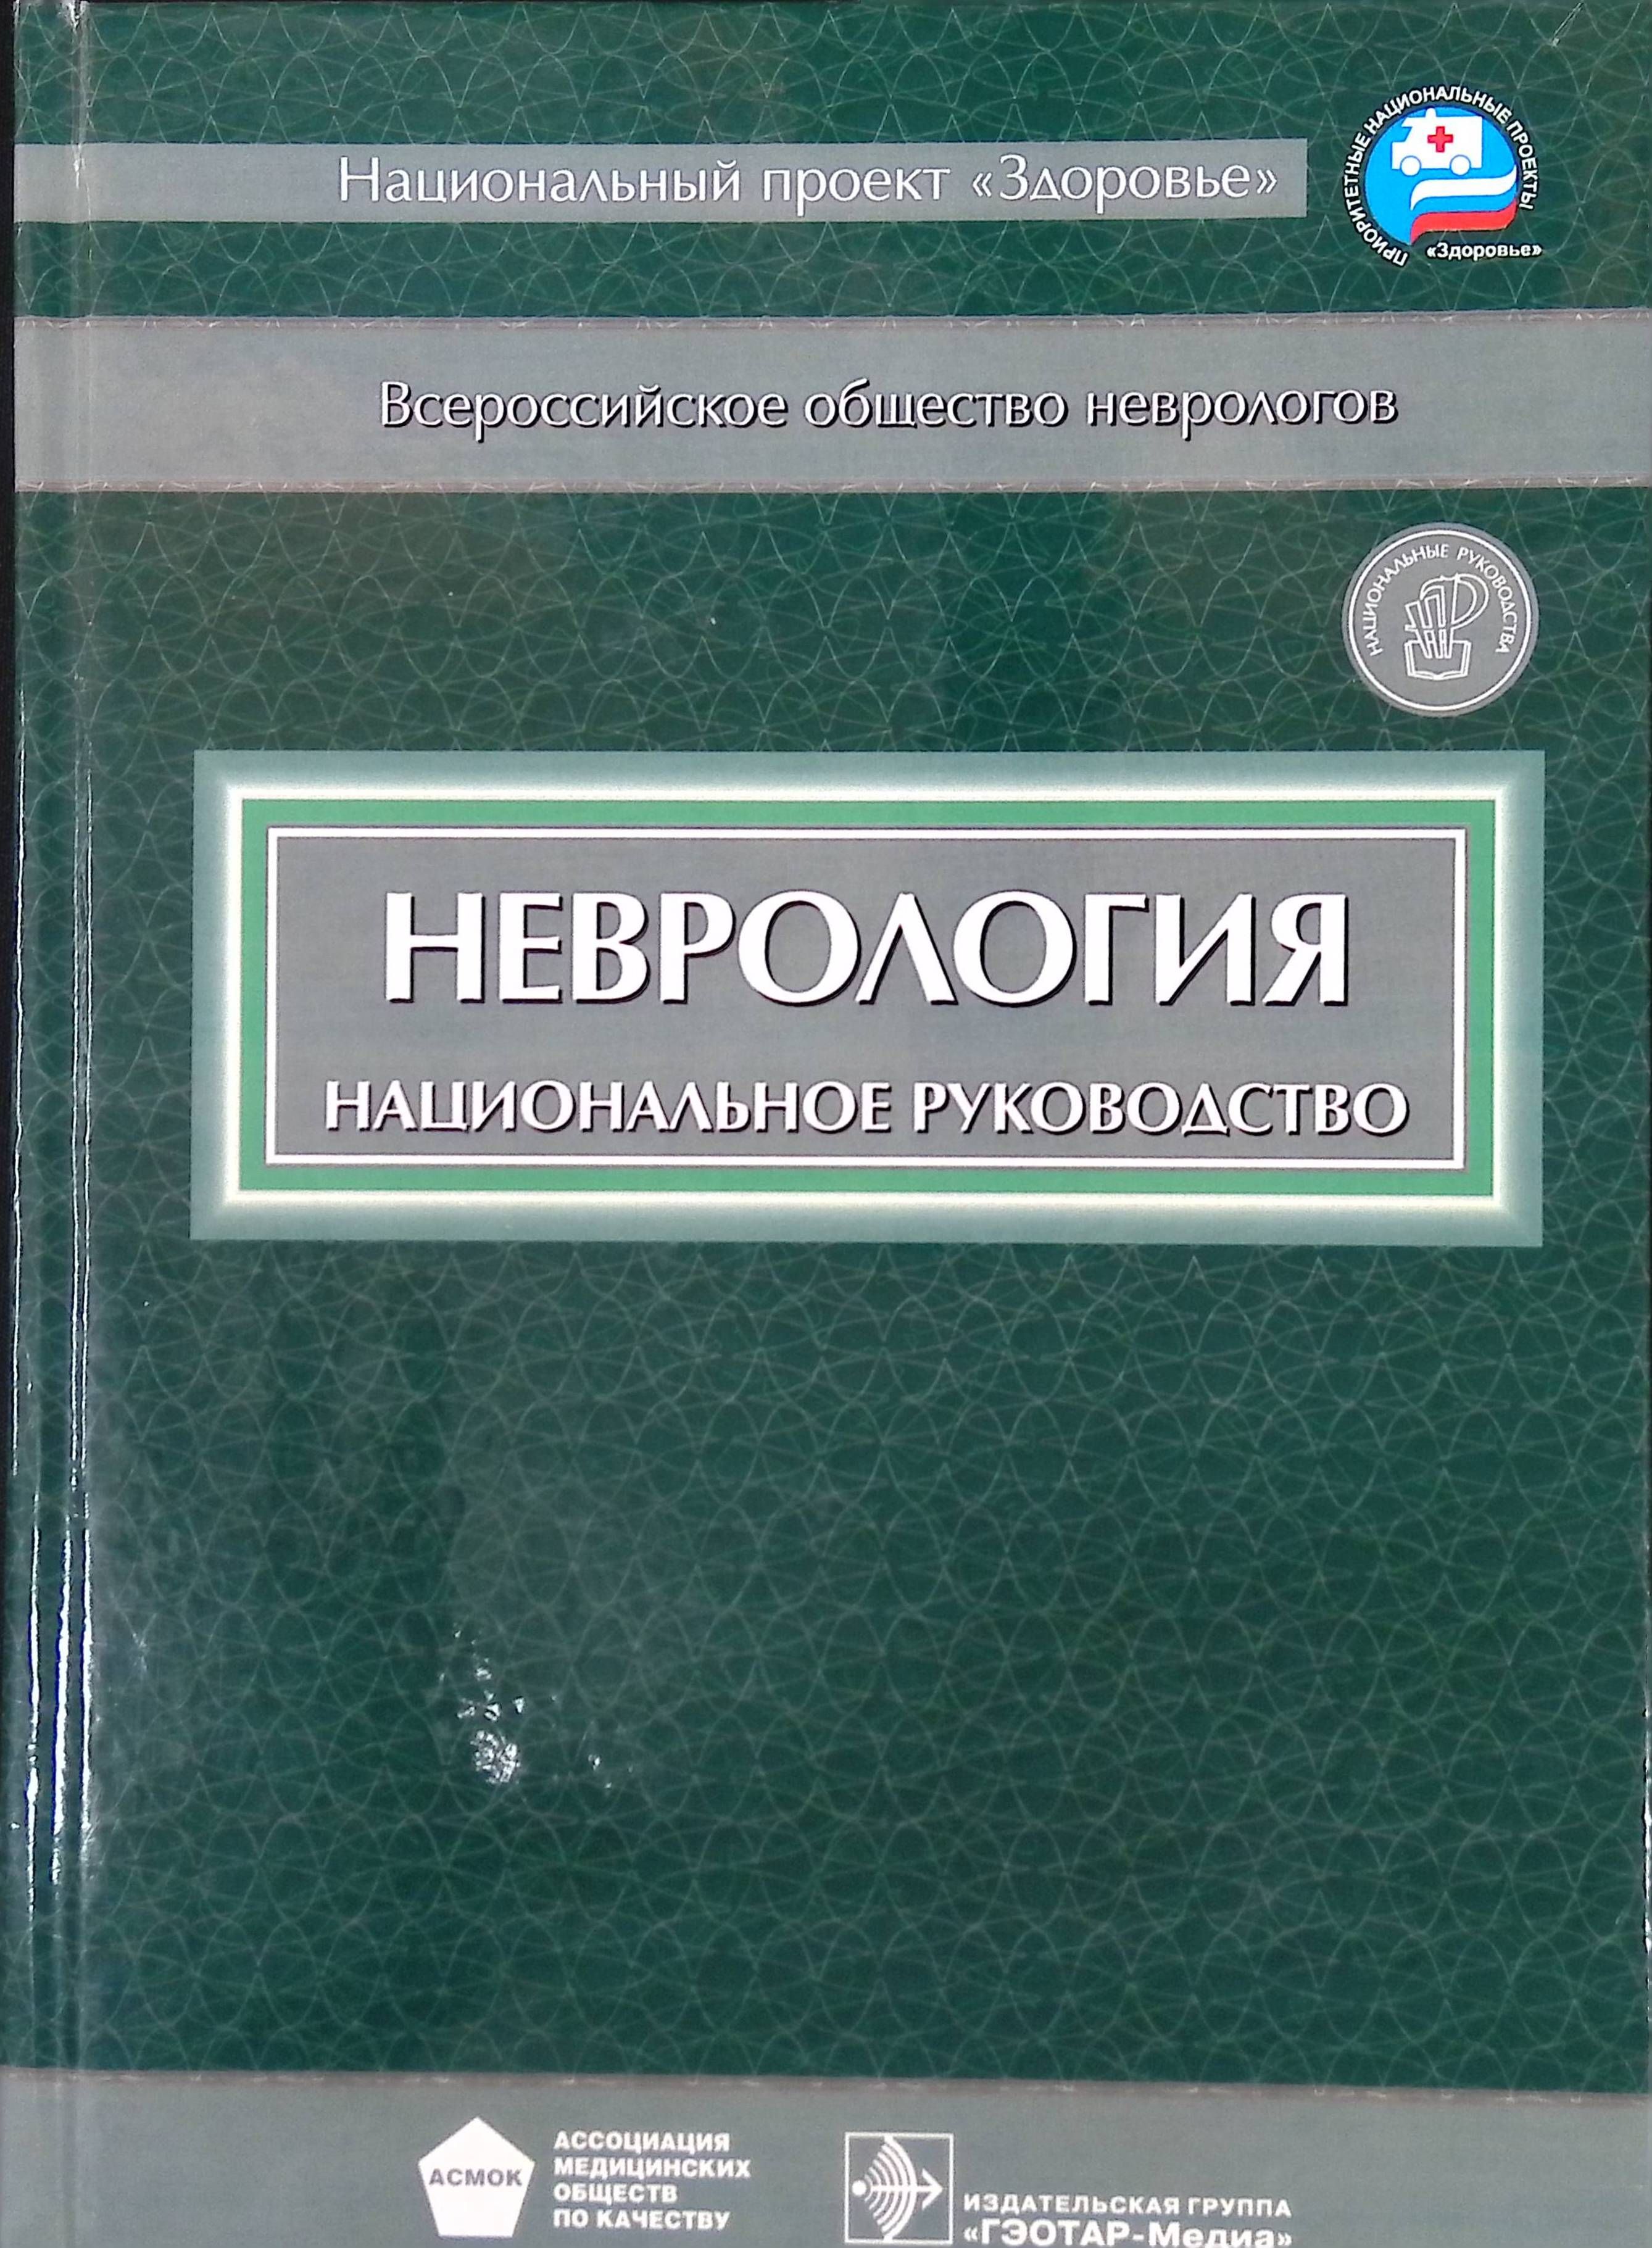 Национальный проект «Здоровье»
ПРИОРИТЕТНЫЕ НАЦИОНАЛЬНЫЕ ПРОЕКТЫ
«Здоровье»
Всероссийское общество неврологов
НАЦИОНАЛЬНЫЕ РУКОВОДСТВА
НЕВРОЛОГИЯ
НАЦИОНАЛЬНОЕ РУКОВОДСТВО
АСМОК
АССОЦИАЦИЯ
МЕДИЦИНСКИХ
ОБЩЕСТВ
ПО КАЧЕСТВУ
ИЗДАТЕЛЬСКАЯ ГРУППА
«ГЭОТАР-Медиа»